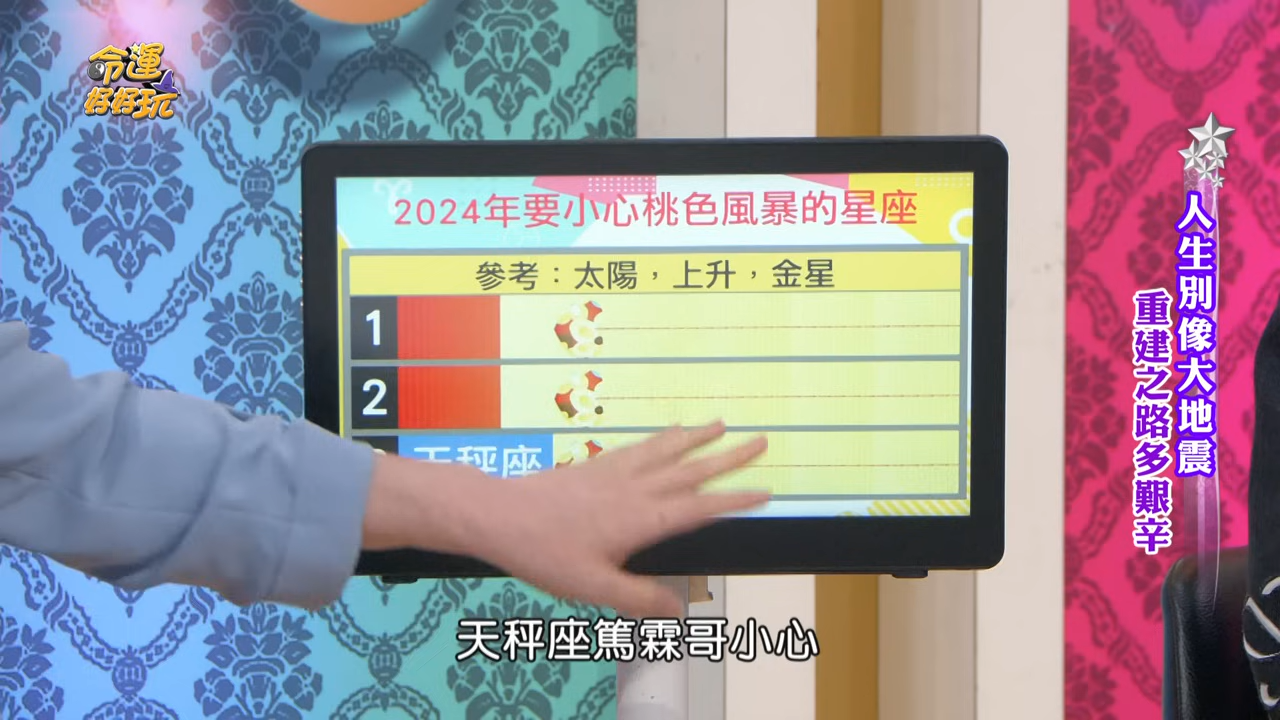 命運
好好玩
2024年要小心桃色風暴的星座
參考：太陽，上升，金星
1
2
天秤座
人生別像大地震
重建之路多艱辛
天秤座篤霖哥小心